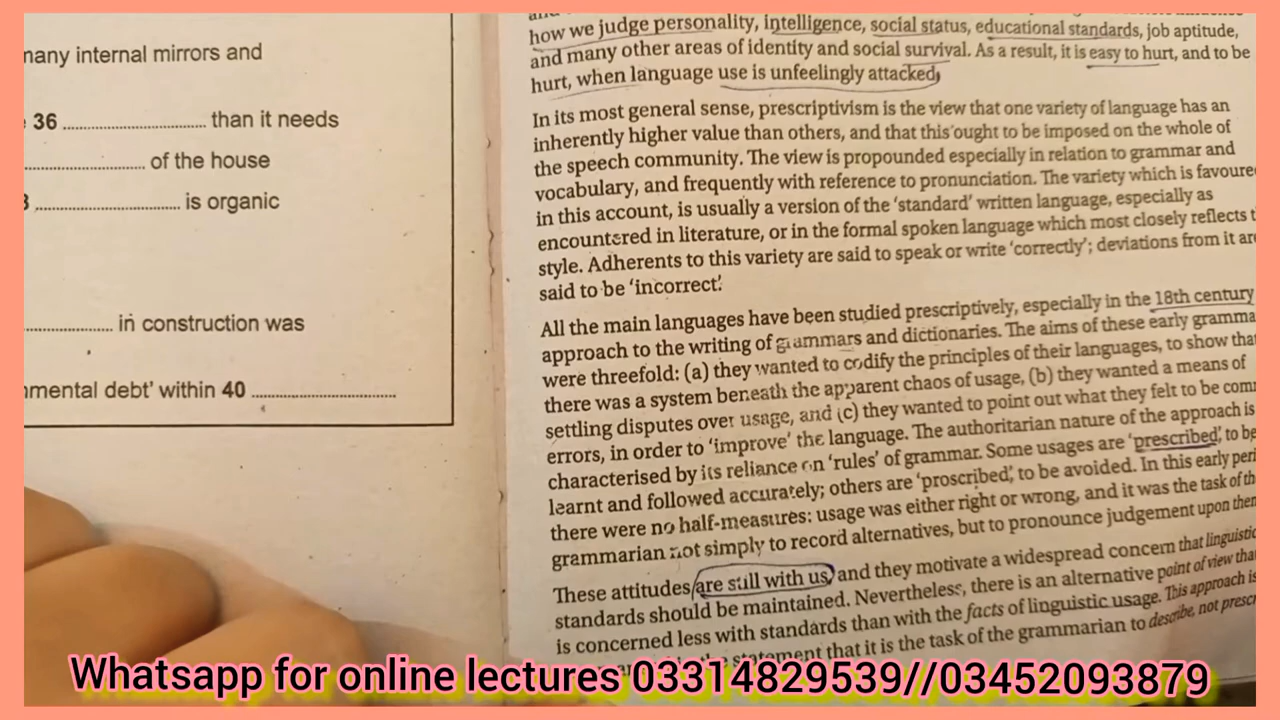 many internal mirrors and
36 ................ than it needs
................ of the house
................ is organic
................ in construction was
nmental debt' within 40 ................
how we judge personality, intelligence, social status, educational standards, job aptitude,
and many other areas of identity and social survival. As a result, it is easy to hurt, and to be
hurt, when language use is unfeelingly attacked.
In its most general sense, prescriptivism is the view that one variety of language has an
inherently higher value than others, and that this ought to be imposed on the whole of
the speech community. The view is propounded especially in relation to grammar and
vocabulary, and frequently with reference to pronunciation. The variety which is favoure
in this account, is usually a version of the 'standard' written language, especially as
encountered in literature, or in the formal spoken language which most closely reflects t
style. Adherents to this variety are said to speak or write 'correctly'; deviations from it are
said to be 'incorrect'.
All the main languages have been studied prescriptively, especially in the 18th century
approach to the writing of grammars and dictionaries. The aims of these early gramma
were threefold: (a) they wanted to codify the principles of their languages, to show that
there was a system beneath the apparent chaos of usage, (b) they wanted a means of
settling disputes over usage, and (c) they wanted to point out what they felt to be com
errors, in order to 'improve' the language. The authoritarian nature of the approach is
characterised by its reliance on 'rules' of grammar. Some usages are 'prescribed', to be
learnt and followed accurately; others are 'proscribed', to be avoided. In this early peri
there were no half-measures: usage was either right or wrong, and it was the task of th
grammarian not simply to record alternatives, but to pronounce judgement upon them
These attitudes are still with us, and they motivate a widespread concern that linguistic
standards should be maintained. Nevertheless, there is an alternative point of view that
is concerned less with standards than with the facts of linguistic usage. This approach is
the statement that it is the task of the grammarian to describe, not prescr
Whatsapp for online lectures 03314829539//03452093879